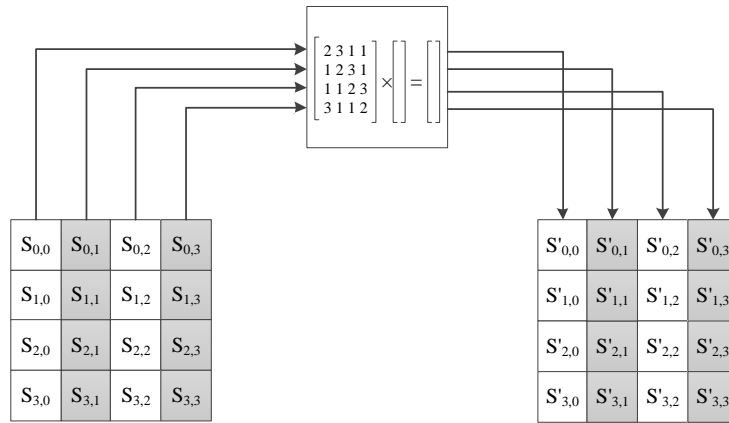 2 3 1 1
1 2 3 1
1 1 2 3
3 1 1 2
× =
S0,0 S0,1 S0,2 S0,3
S1,0 S1,1 S1,2 S1,3
S2,0 S2,1 S2,2 S2,3
S3,0 S3,1 S3,2 S3,3
S'0,0 S'0,1 S'0,2 S'0,3
S'1,0 S'1,1 S'1,2 S'1,3
S'2,0 S'2,1 S'2,2 S'2,3
S'3,0 S'3,1 S'3,2 S'3,3